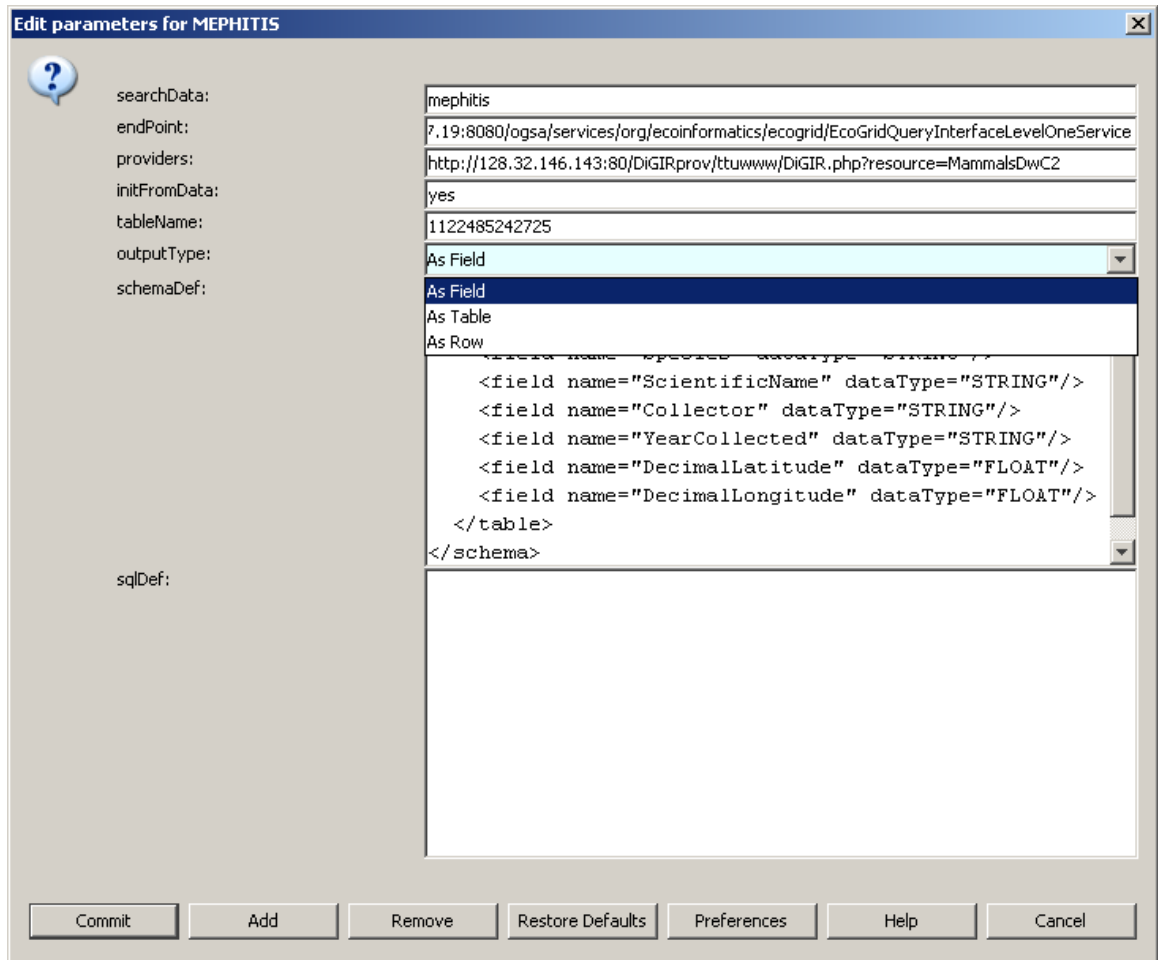 Edit parameters for MEPHITIS
?
searchData: mephitis
endPoint: 7.19:8080/ogsa/services/org/ecoinformatics/ecogrid/EcoGridQueryInterfaceLevelOneService
providers: http://128.32.146.143:80/DiGIRprov/ttuwww/DiGIR.php?resource=MammalsDwC2
initFromData: yes
tableName: 1122485242725
outputType: As Field
schemaDef: As Field
As Table
As Row
<field name="ScientificName" dataType="STRING"/>
<field name="Collector" dataType="STRING"/>
<field name="YearCollected" dataType="STRING"/>
<field name="DecimalLatitude" dataType="FLOAT"/>
<field name="DecimalLongitude" dataType="FLOAT"/>
</table>
</schema>
sqlDef:
Commit Add Remove Restore Defaults Preferences Help Cancel